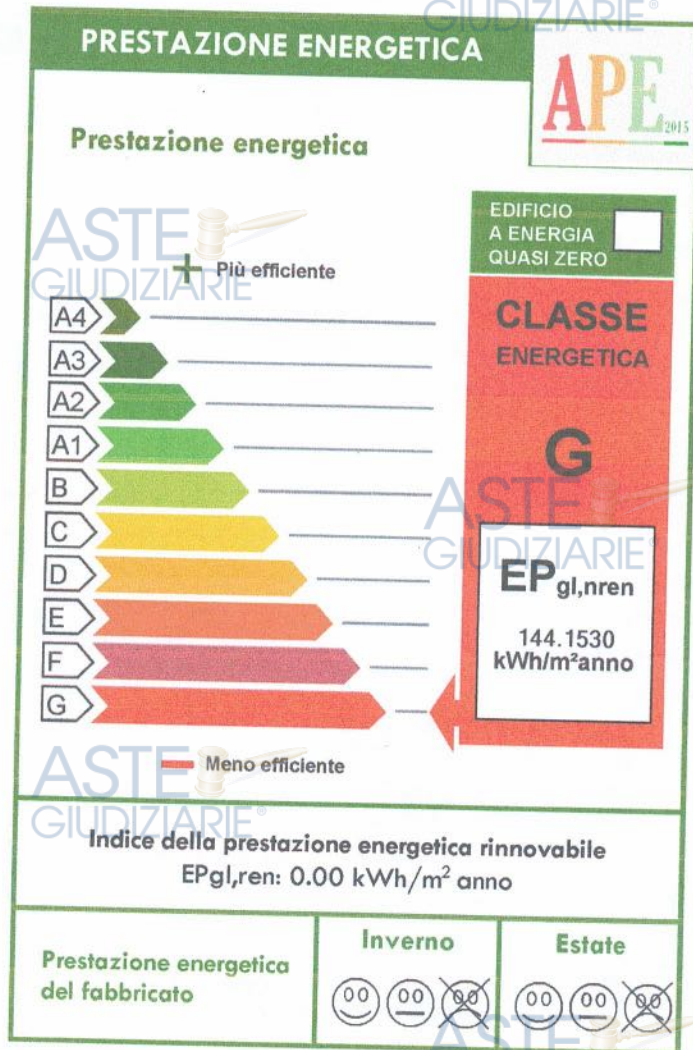 GIUDIZIARIE®
PRESTAZIONE ENERGETICA
APE 2015
Prestazione energetica
EDIFICIO
A ENERGIA
QUASI ZERO
ASTE
GIUDIZIARIE
+ Più efficiente
CLASSE
ENERGETICA
G
A4
A3
A2
A1
B
C
D
E
F
G
ASTE
GIUDIZIARIE®
EPgl,nren
144.1530
kWh/m²anno
— Meno efficiente
ASTE
GIUDIZIARIE®
Indice della prestazione energetica rinnovabile
EPgl,ren: 0.00 kWh/m² anno
Prestazione energetica
del fabbricato
Inverno
Estate
ASTE